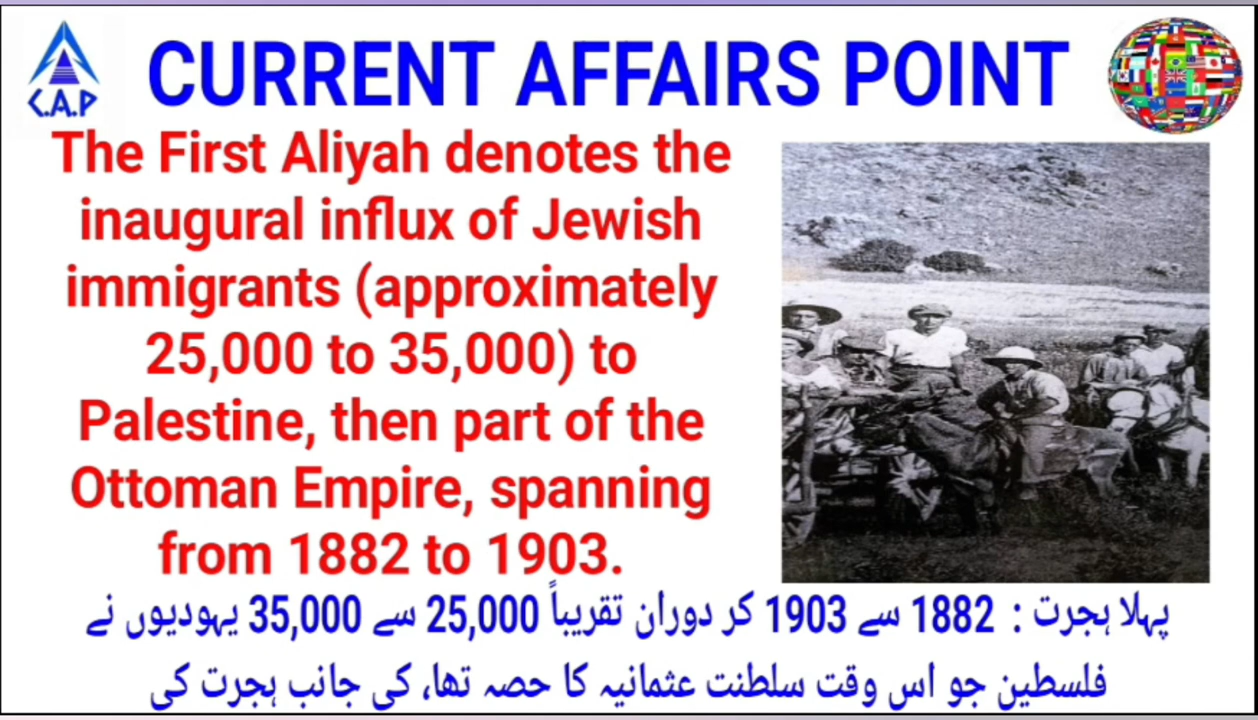 C.A.P
CURRENT AFFAIRS POINT
The First Aliyah denotes the
inaugural influx of Jewish
immigrants (approximately
25,000 to 35,000) to
Palestine, then part of the
Ottoman Empire, spanning
from 1882 to 1903.
پہلا ہجرت : 1882 سے 1903 کر دوران تقریباً 25,000 سے 35,000 یہودیوں نے
فلسطین جو اس وقت سلطنت عثمانیہ کا حصہ تھا، کی جانب ہجرت کی